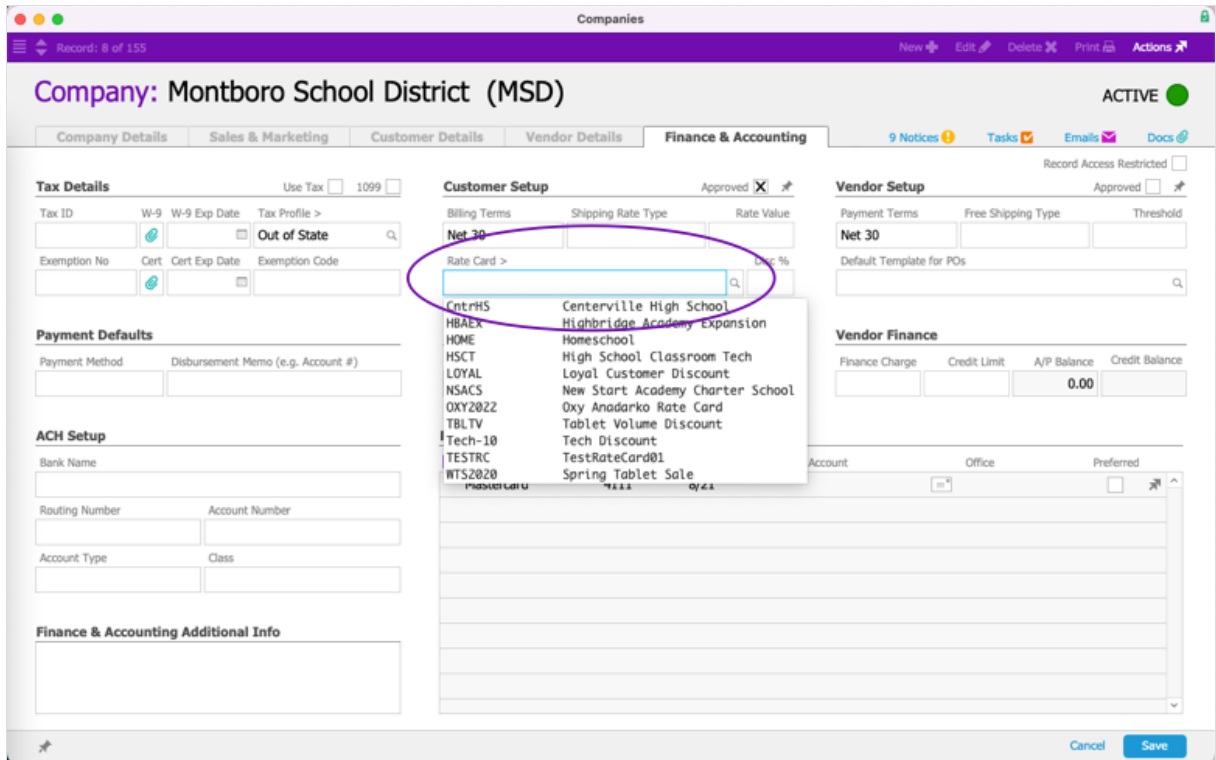 Companies
Record: 8 of 155 New Edit Delete Print Actions
Company: Montboro School District (MSD)
ACTIVE
Company Details Sales & Marketing Customer Details Vendor Details Finance & Accounting 9 Notices Tasks Emails Docs
Record Access Restricted
Tax Details Use Tax 1099 Customer Setup Approved X Vendor Setup Approved
Tax ID W-9 W-9 Exp Date Tax Profile > Billing Terms Shipping Rate Type Rate Value Payment Terms Free Shipping Type Threshold
Out of State Net 30 Net 30
Exemption No Cert Cert Exp Date Exemption Code Rate Card > Disc % Default Template for POs
CntrHS Centerville High School
HBAEx Highbridge Academy Expansion
Payment Defaults HOME Homeschool Vendor Finance
HSCT High School Classroom Tech
Payment Method Disbursement Memo (e.g. Account #) LOYAL Loyal Customer Discount Finance Charge Credit Limit A/P Balance Credit Balance
NSACS New Start Academy Charter School 0.00
OXY2022 Oxy Anadarko Rate Card
TBLTV Tablet Volume Discount
ACH Setup Tech-10 Tech Discount
Bank Name TESTRC TestRateCard01 Account Office Preferred
WTS2020 Spring Tablet Sale
Mastercard 4111 8/21
Routing Number Account Number
Account Type Class
Finance & Accounting Additional Info
Cancel Save